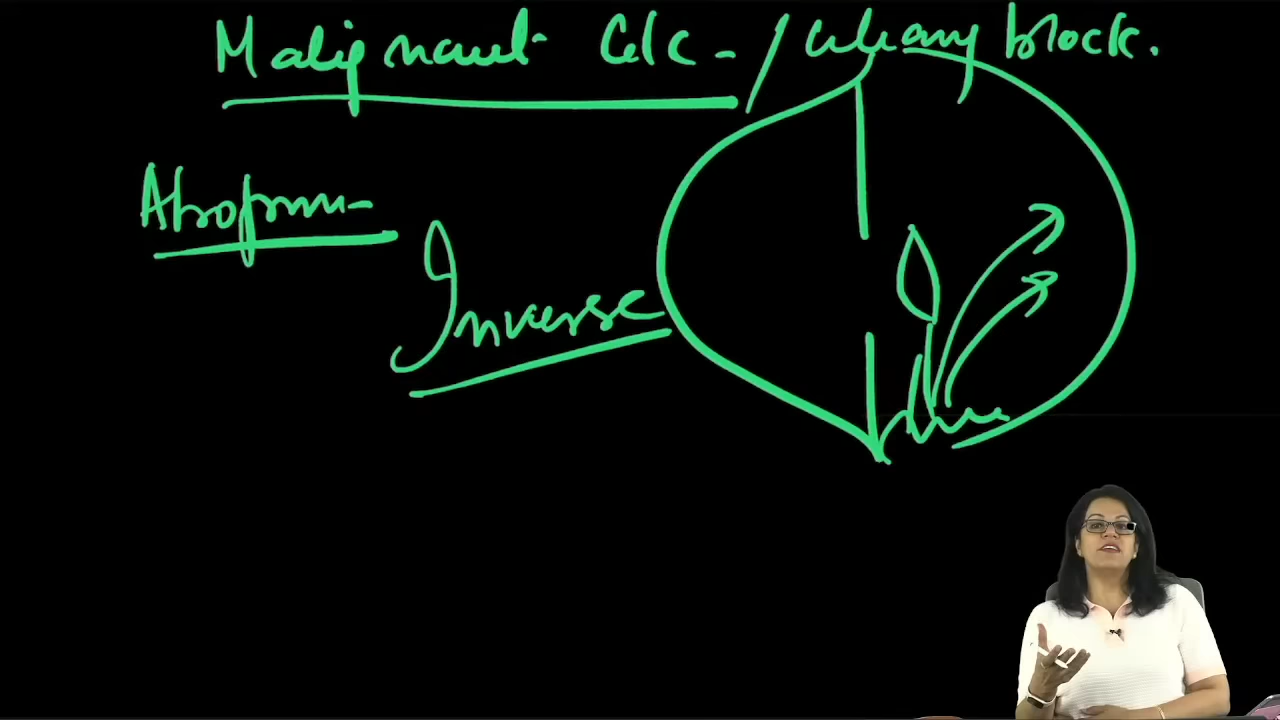 Malignant Glc - / ciliary block.
Atropine -
Inverse